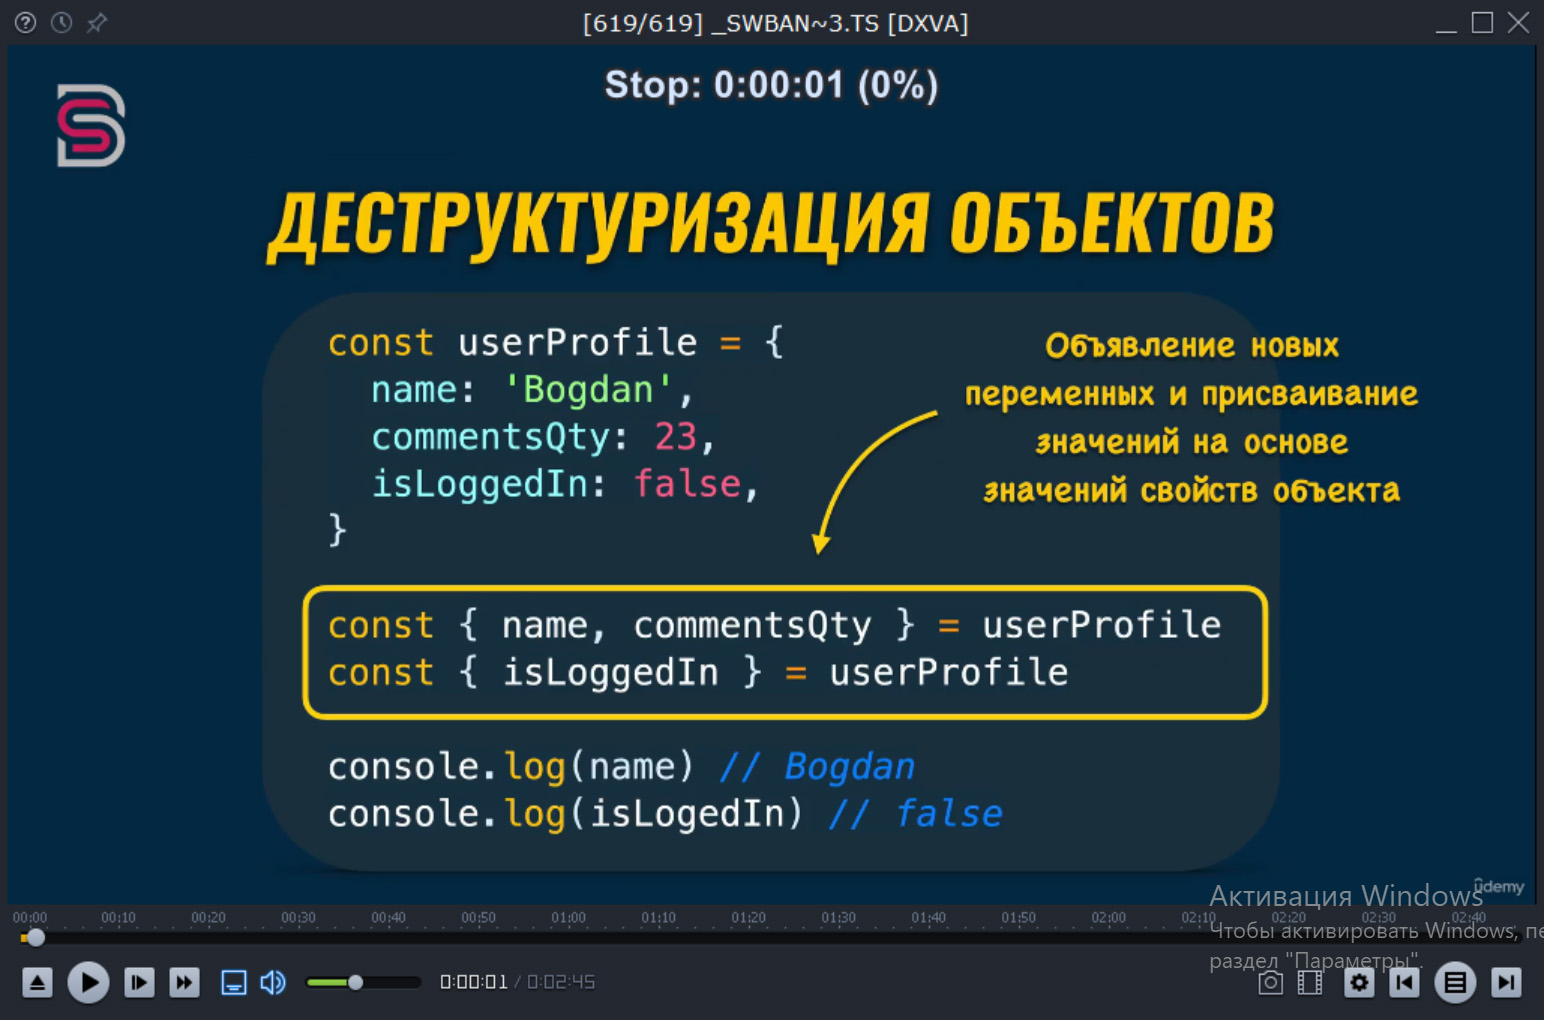 [619/619] _SWBAN~3.TS [DXVA]
Stop: 0:00:01 (0%)
ДЕСТРУКТУРИЗАЦИЯ ОБЪЕКТОВ
const userProfile = {
name: 'Bogdan',
commentsQty: 23,
isLoggedIn: false,
}
Объявление новых
переменных и присваивание
значений на основе
значений свойств объекта
const { name, commentsQty } = userProfile
const { isLoggedIn } = userProfile
console.log(name) // Bogdan
console.log(isLogedIn) // false
ûdemy
Активация Windows
Чтобы активировать Windows, пе
раздел "Параметры".
00:00 00:10 00:20 00:30 00:40 00:50 01:00 01:10 01:20 01:30 01:40 01:50 02:00 02:10 02:20 02:30 02:40
0:00:01 / 0:02:45